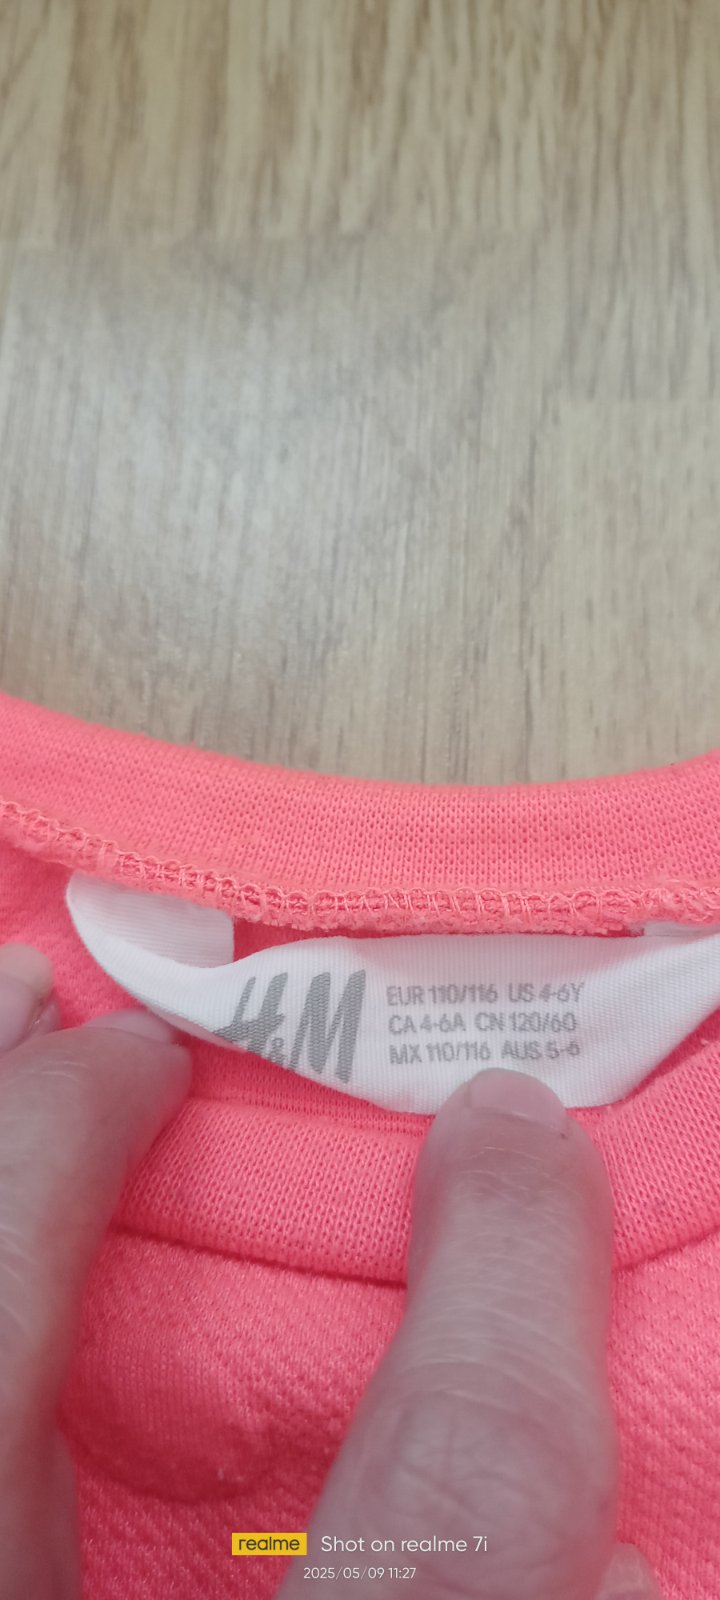 H&M
EUR 110/116 US 4-6Y
CA 4-6A CN 120/60
MX 110/116 AUS 5-6
realme Shot on realme 7i
2025/05/09 11:27